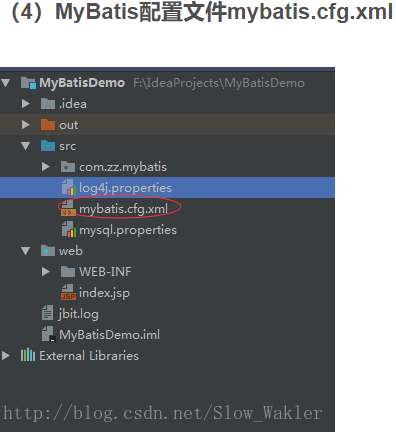 （4）MyBatis配置文件mybatis.cfg.xml
MyBatisDemo F:\IdeaProjects\MyBatisDemo
.idea
out
src
com.zz.mybatis
log4j.properties
mybatis.cfg.xml
mysql.properties
web
WEB-INF
index.jsp
jbit.log
MyBatisDemo.iml
External Libraries
http://blog.csdn.net/Slow_Wakler